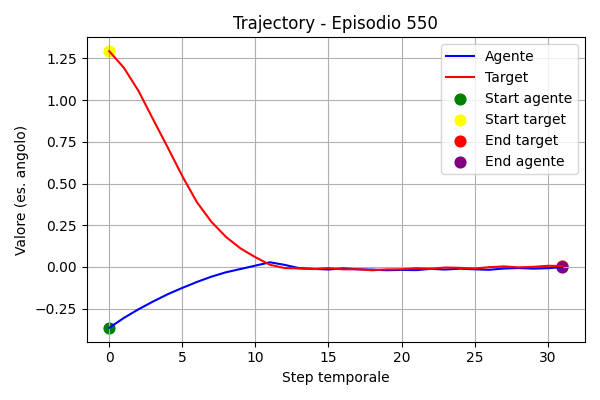 Trajectory - Episodio 550
Valore (es. angolo)
1.25
1.00
0.75
0.50
0.25
0.00
−0.25
Agente
Target
Start agente
Start target
End target
End agente
0 5 10 15 20 25 30
Step temporale